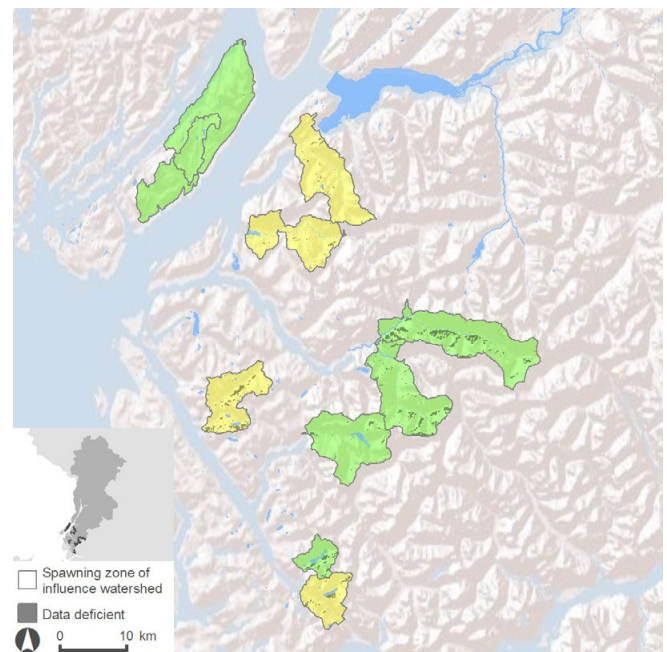 Spawning zone of
influence watershed
Data deficient
0 10 km